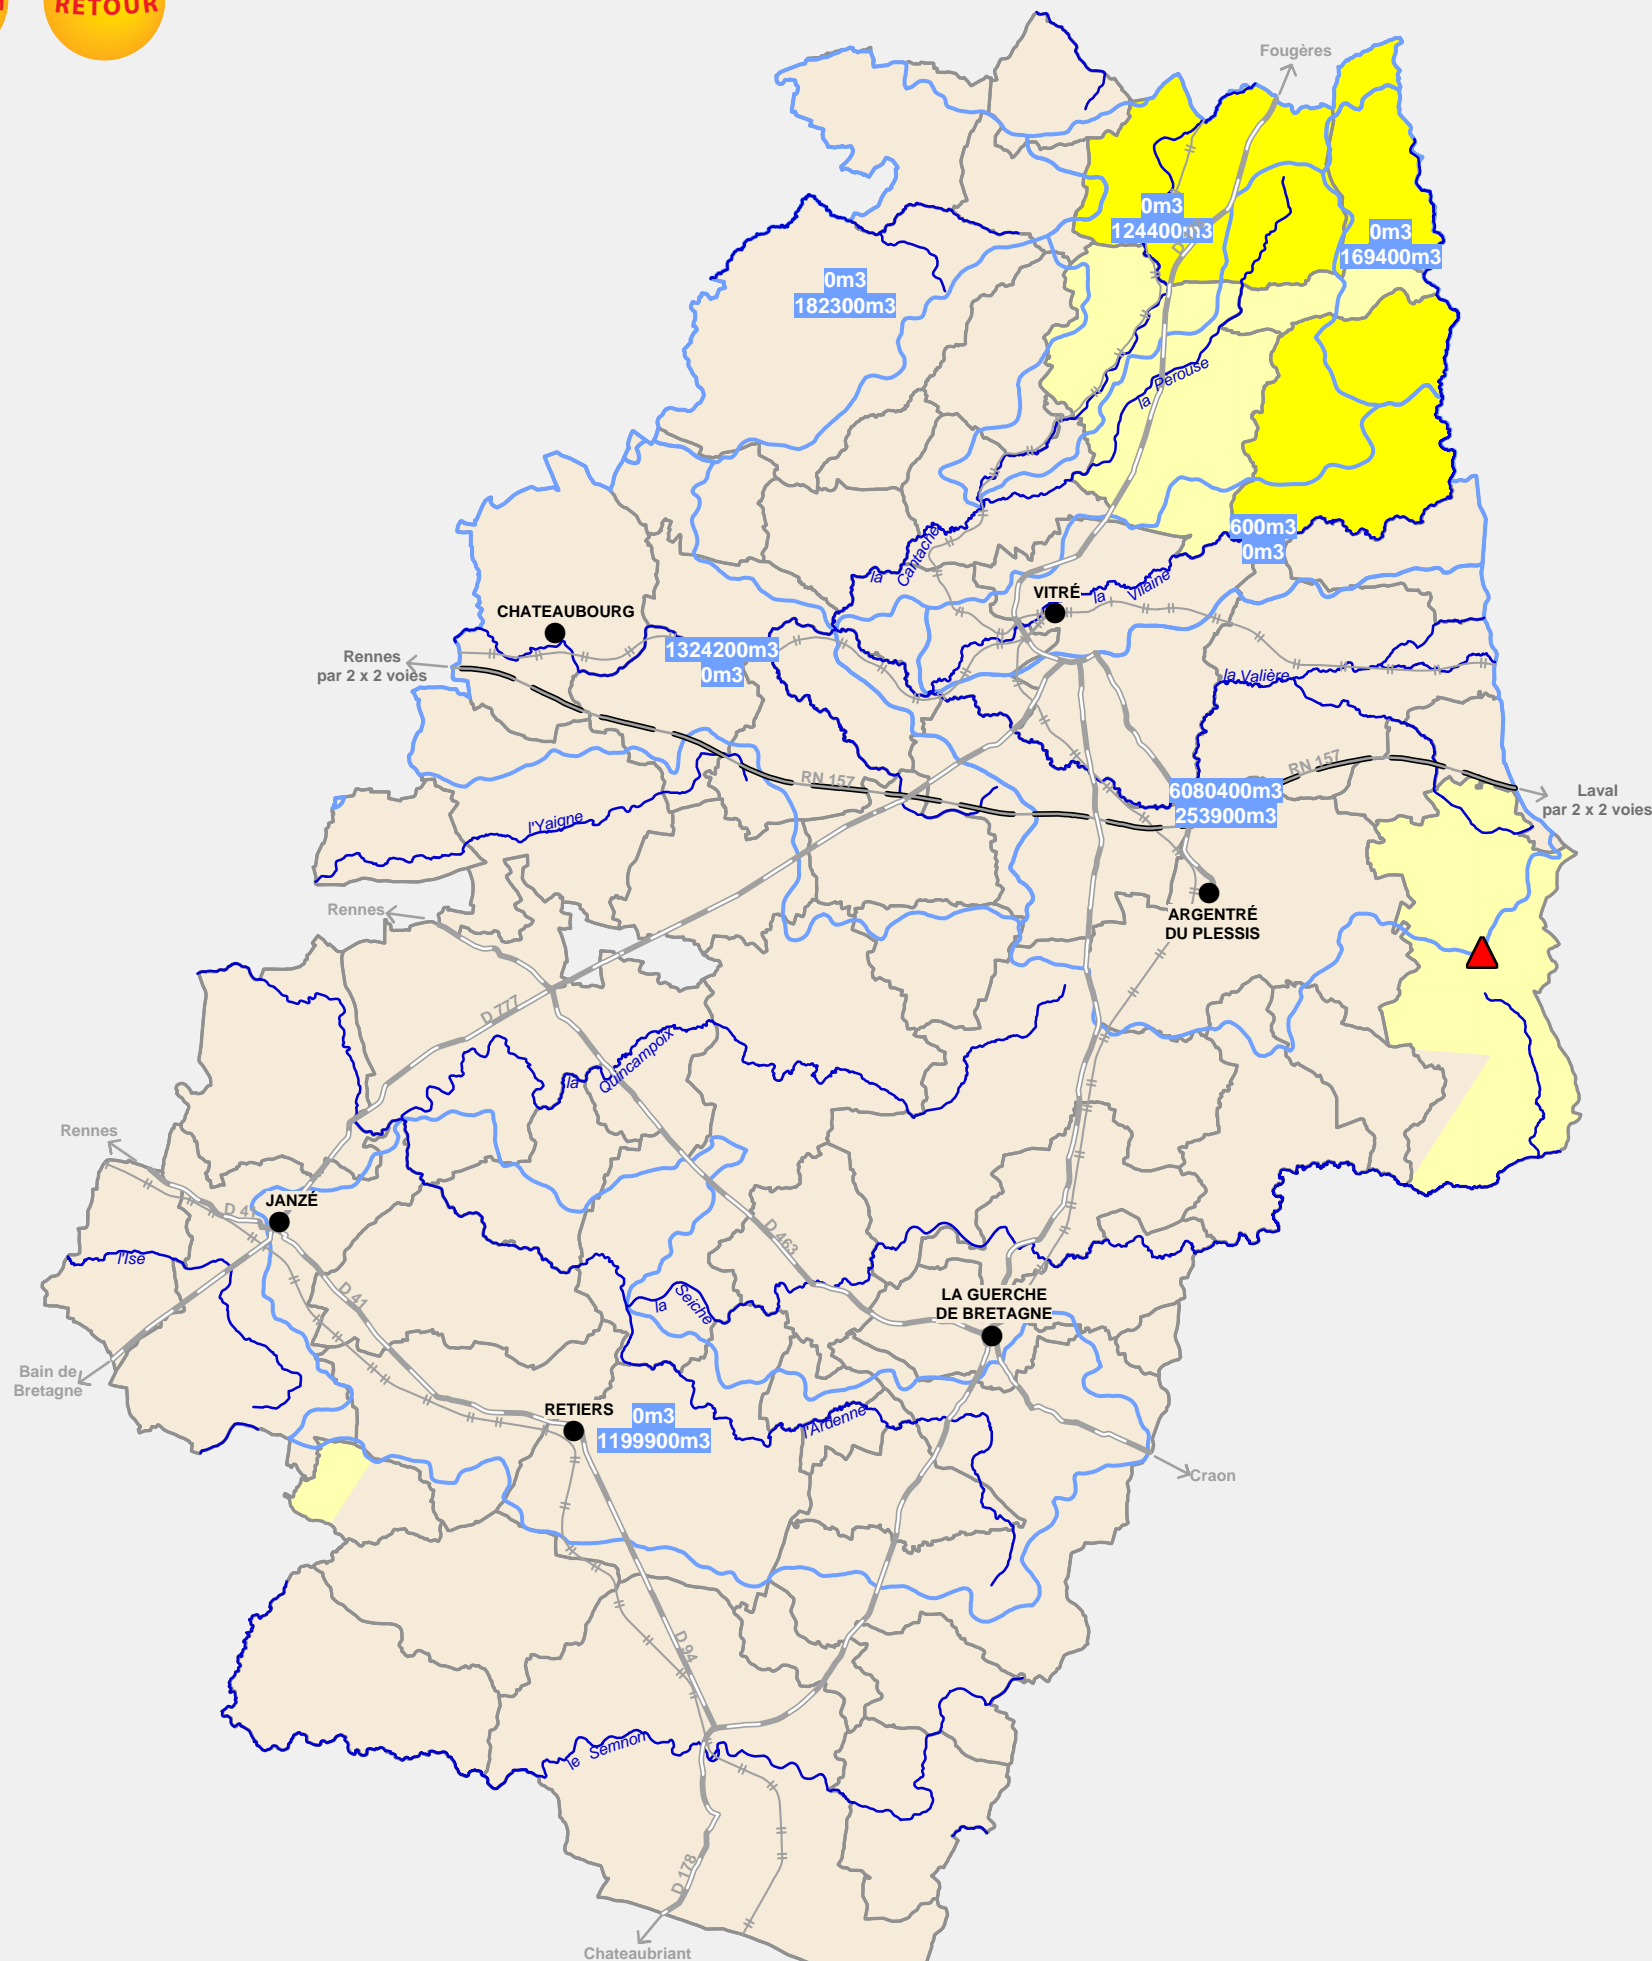 RETOUR
Fougères
0m3
124400m3
0m3
169400m3
0m3
182300m3
la Pérouse
600m3
0m3
la Cantache
la Vilaine
VITRÉ
CHATEAUBOURG
Rennes
par 2 x 2 voies
1324200m3
0m3
la Valière
RN 157
RN 157
6080400m3
253900m3
Laval
par 2 x 2 voies
l'Yaigne
Rennes
ARGENTRÉ
DU PLESSIS
D 777
la Quincampoix
Rennes
JANZÉ
D 41
l'Ise
D 463
D 41
la Seiche
LA GUERCHE
DE BRETAGNE
Bain de
Bretagne
RETIERS
0m3
1199900m3
l'Ardenne
Craon
D 94
le Semnon
D 178
Chateaubriant